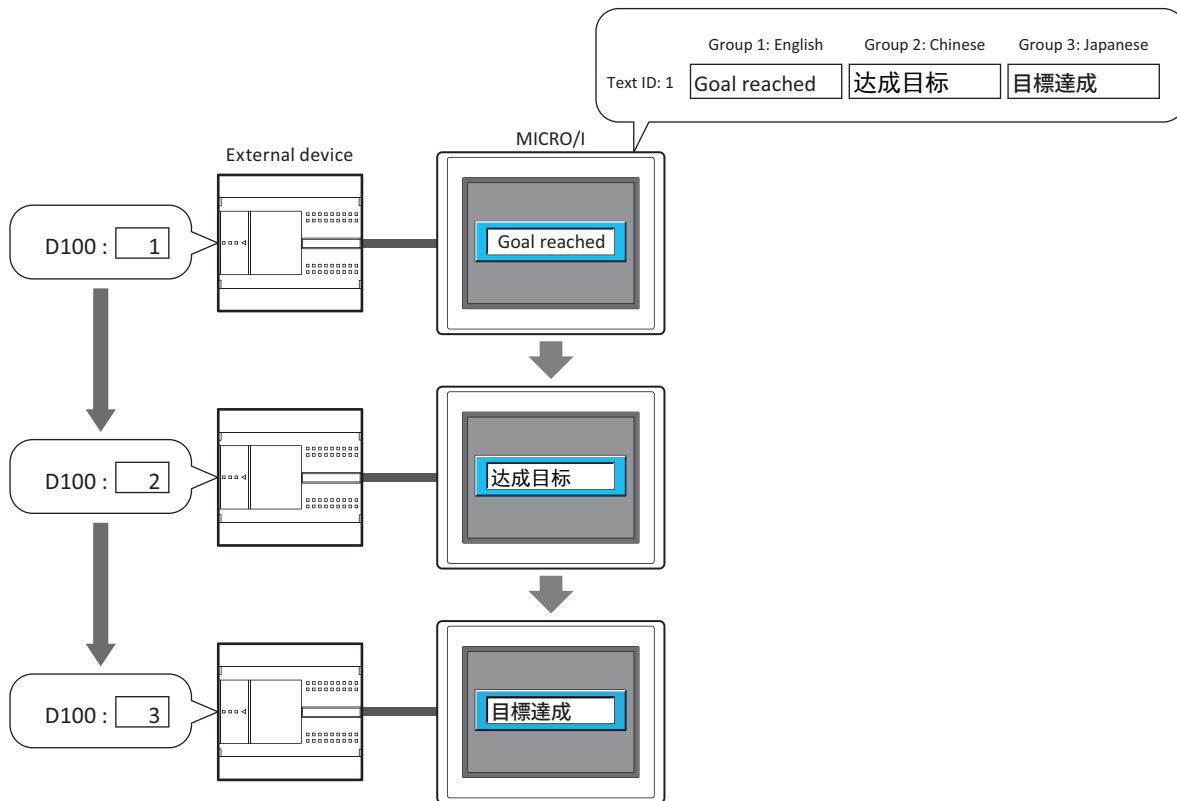 Group 1: English Group 2: Chinese Group 3: Japanese
Text ID: 1 Goal reached 达成目标 目標達成
External device MICRO/I
D100 : 1 Goal reached
D100 : 2 达成目标
D100 : 3 目標達成